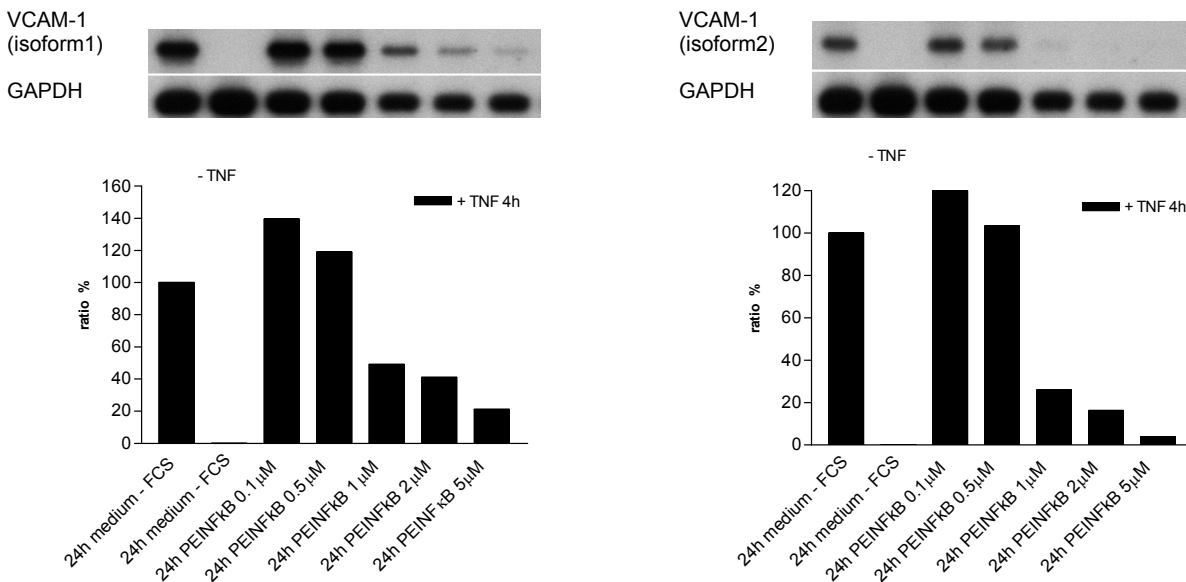 VCAM-1
(isoform1)
GAPDH
- TNF
+ TNF 4h
ratio %
160
140
120
100
80
60
40
20
0
24h medium - FCS
24h medium - FCS
24h PEINFkB 0.1μM
24h PEINFkB 0.5μM
24h PEINFkB 1μM
24h PEINFkB 2μM
24h PEINFκB 5μM
VCAM-1
(isoform2)
GAPDH
- TNF
+ TNF 4h
ratio %
120
100
80
60
40
20
0
24h medium - FCS
24h medium - FCS
24h PEINFkB 0.1μM
24h PEINFkB 0.5μM
24h PEINFkB 1μM
24h PEINFkB 2μM
24h PEINFkB 5μM